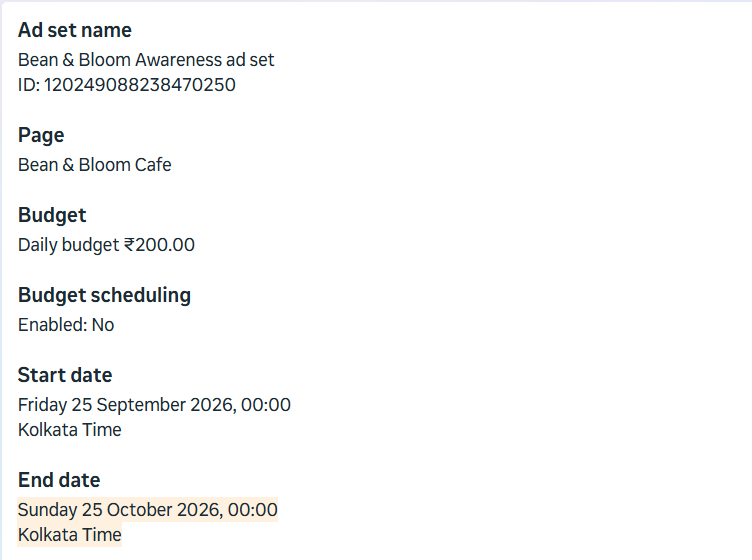 Ad set name
Bean & Bloom Awareness ad set
ID: 120249088238470250
Page
Bean & Bloom Cafe
Budget
Daily budget ₹200.00
Budget scheduling
Enabled: No
Start date
Friday 25 September 2026, 00:00
Kolkata Time
End date
Sunday 25 October 2026, 00:00
Kolkata Time